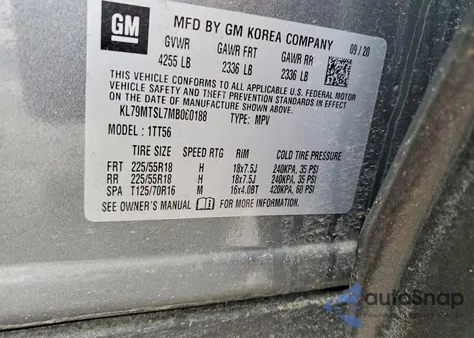 GM
MFD BY GM KOREA COMPANY 09/20
GVWR GAWR FRT GAWR RR
4255 LB 2336 LB 2336 LB
THIS VEHICLE CONFORMS TO ALL APPLICABLE U.S. FEDERAL MOTOR
VEHICLE SAFETY AND THEFT PREVENTION STANDARDS IN EFFECT ON
THE DATE OF MANUFACTURE SHOWN ABOVE.
KL79MTSL7MB060188 TYPE: MPV
MODEL: 1TT56
TIRE SIZE SPEED RTG RIM COLD TIRE PRESSURE
FRT 225/55R18 H 18x7.5J 240KPA, 35 PSI
RR 225/55R18 H 18x7.5J 240KPA, 35 PSI
SPA T125/70R16 M 16x4.0BT 420KPA, 60 PSI
SEE OWNER'S MANUAL FOR MORE INFORMATION
autoSnap